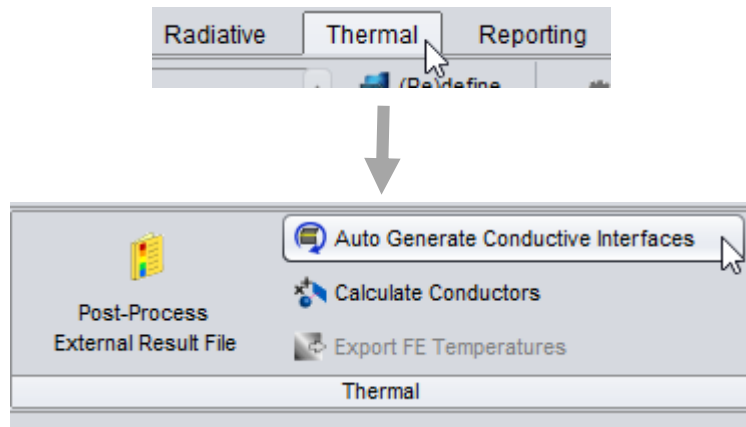 Radiative Thermal Reporting
(Re)define
Auto Generate Conductive Interfaces
Post-Process
External Result File
Calculate Conductors
Export FE Temperatures
Thermal